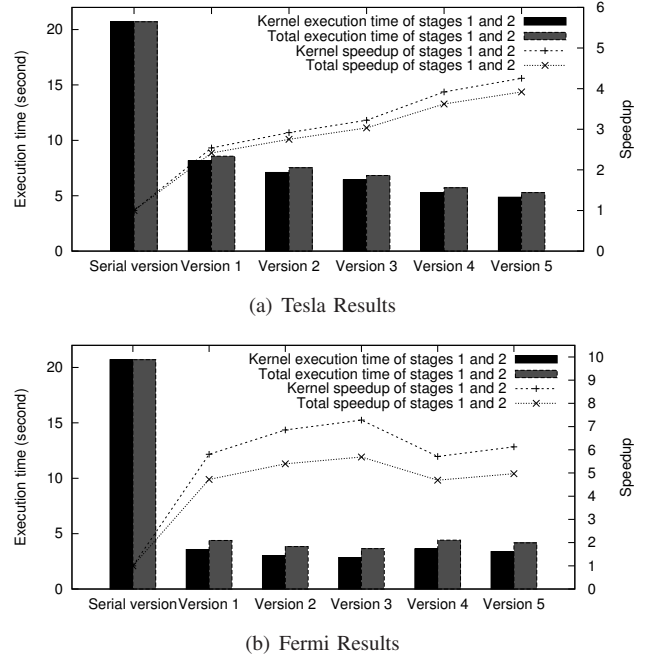 Kernel execution time of stages 1 and 2
Total execution time of stages 1 and 2
Kernel speedup of stages 1 and 2
Total speedup of stages 1 and 2
Execution time (second)
20
15
10
5
0
6
5
4
3
2
1
0
Speedup
Serial version Version 1 Version 2 Version 3 Version 4 Version 5
(a) Tesla Results
Kernel execution time of stages 1 and 2
Total execution time of stages 1 and 2
Kernel speedup of stages 1 and 2
Total speedup of stages 1 and 2
Execution time (second)
20
15
10
5
0
10
9
8
7
6
5
4
3
2
1
0
Speedup
Serial version Version 1 Version 2 Version 3 Version 4 Version 5
(b) Fermi Results